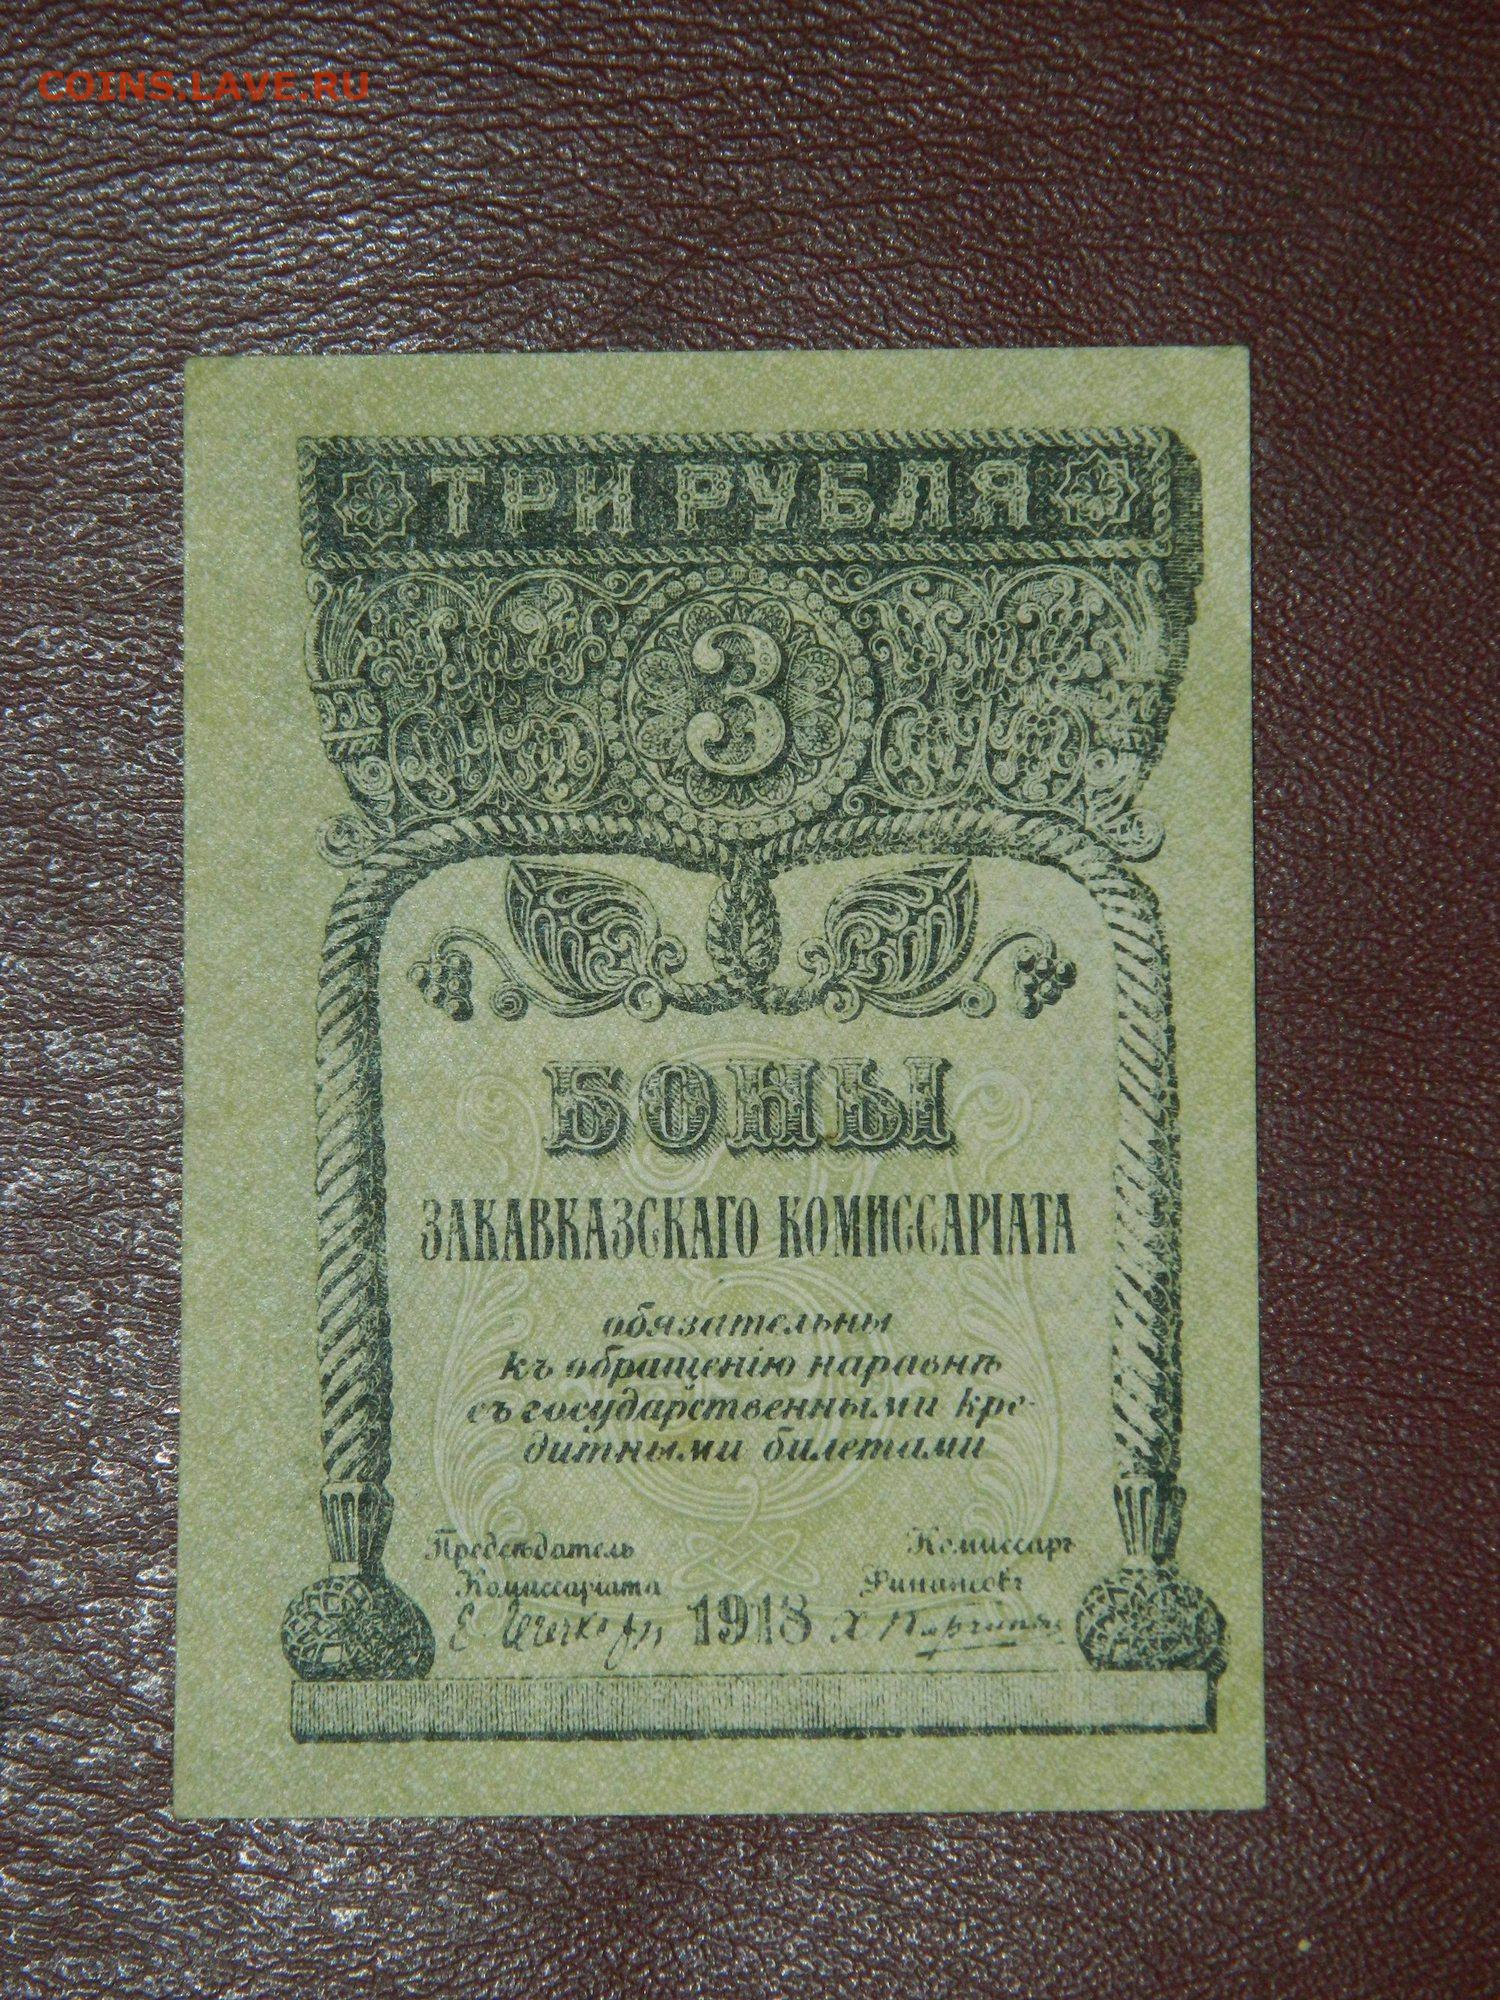 COINS.LAVE.RU
ТРИ РУБЛЯ
3
БОНЫ
ЗАКАВКАЗСКАГО КОМИССАРІАТА
обязательны
къ обращенію наравнѣ
съ государственными кре-
дитными билетами
Предсѣдатель Комиссаръ
Комиссаріата Финансовъ
1918